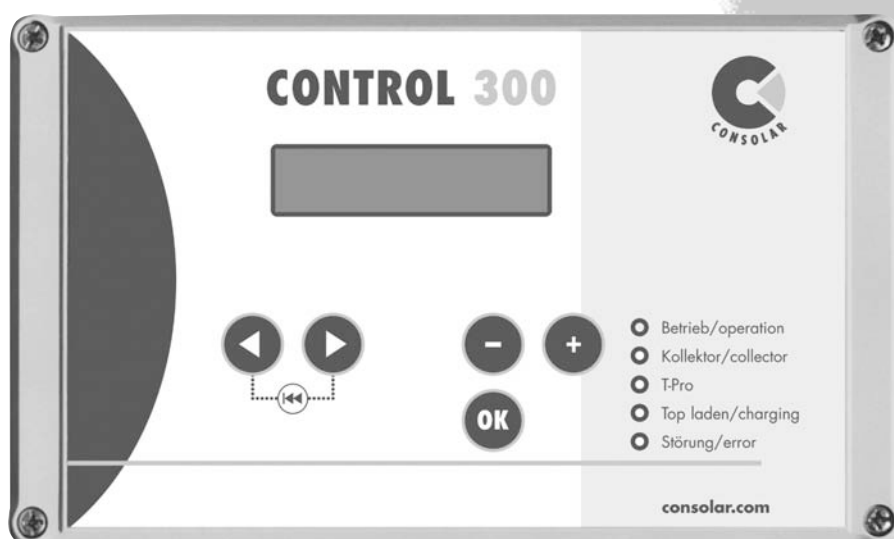 CONTROL 300
CONSOLAR
Betrieb/operation
Kollektor/collector
T-Pro
- +
Top laden/charging
OK
Störung/error
consolar.com